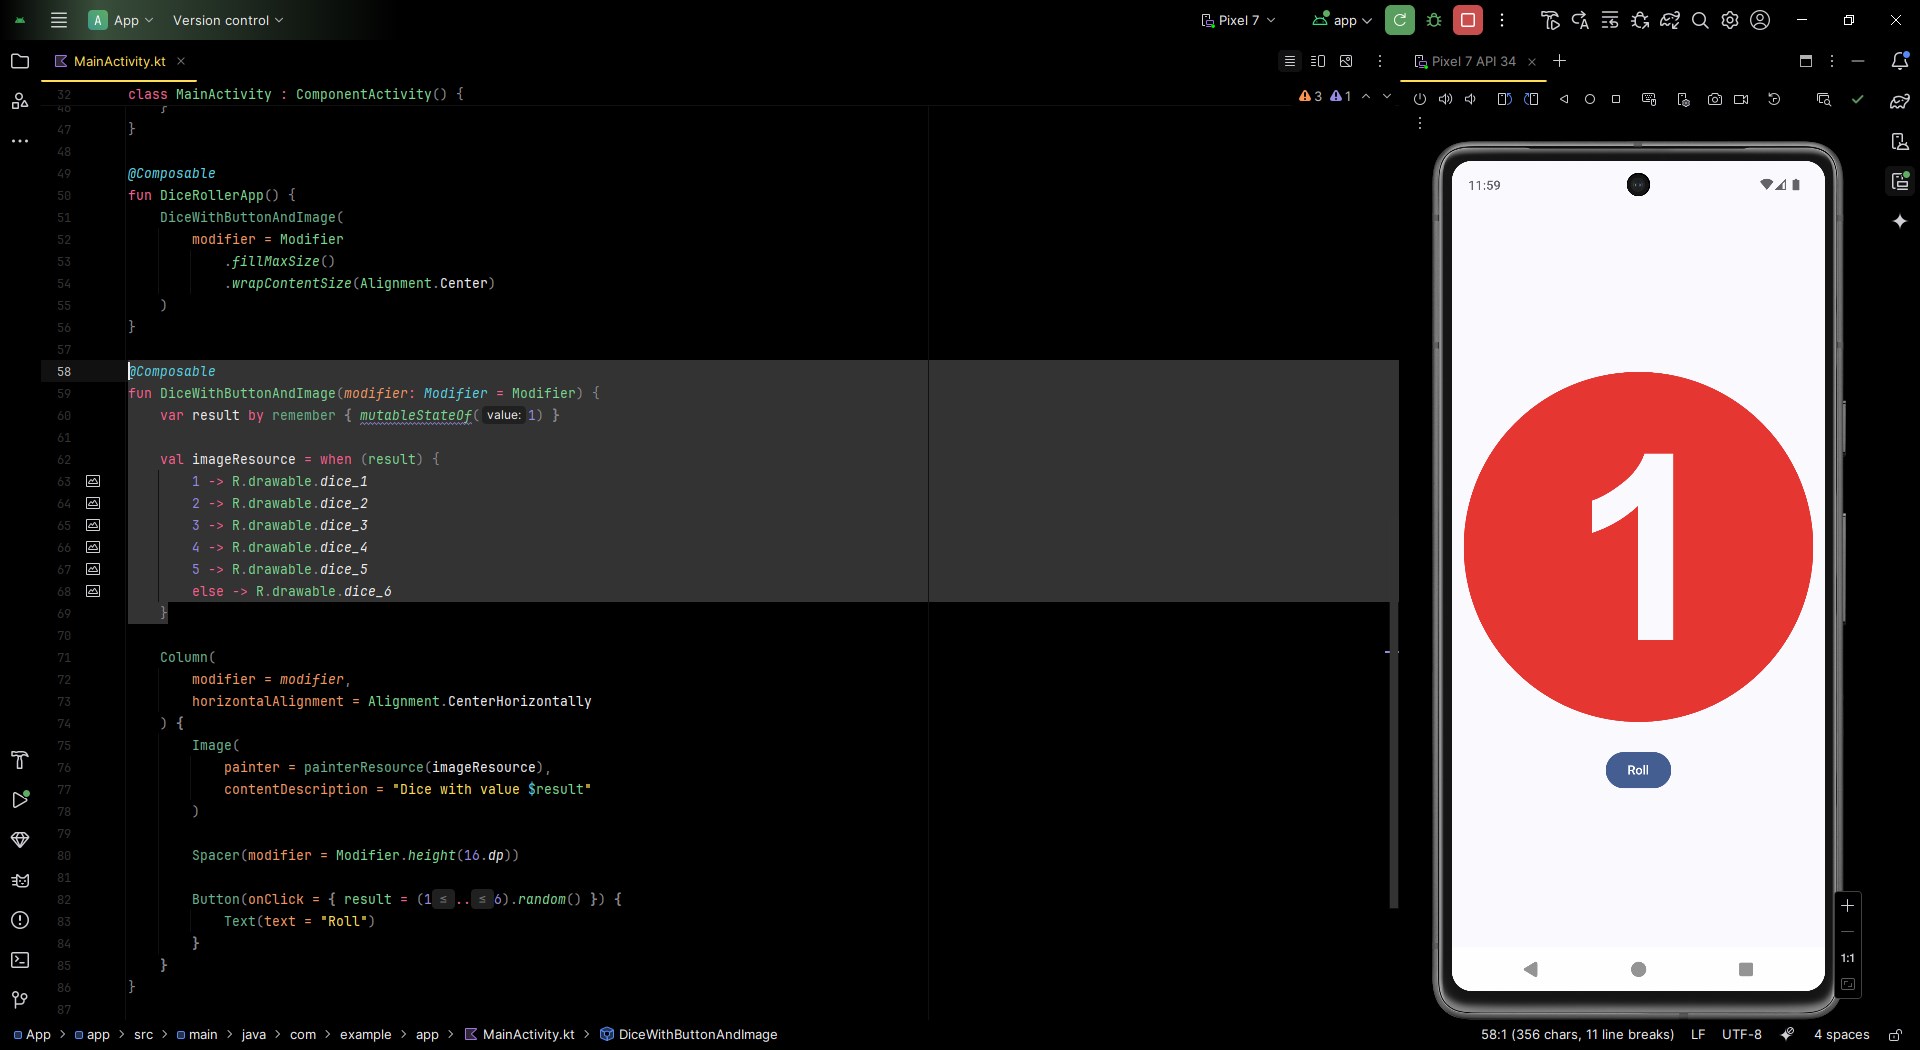 A App Version control
Pixel 7 app
MainActivity.kt
Pixel 7 API 34
32 class MainActivity : ComponentActivity() {
3 1
46 }
47 }
48
49 @Composable
50 fun DiceRollerApp() {
51 DiceWithButtonAndImage(
52 modifier = Modifier
53 .fillMaxSize()
54 .wrapContentSize(Alignment.Center)
55 )
56 }
57
58 @Composable
59 fun DiceWithButtonAndImage(modifier: Modifier = Modifier) {
60 var result by remember { mutableStateOf( value: 1) }
61
62 val imageResource = when (result) {
63 1 -> R.drawable.dice_1
64 2 -> R.drawable.dice_2
65 3 -> R.drawable.dice_3
66 4 -> R.drawable.dice_4
67 5 -> R.drawable.dice_5
68 else -> R.drawable.dice_6
69 }
70
71 Column(
72 modifier = modifier,
73 horizontalAlignment = Alignment.CenterHorizontally
74 ) {
75 Image(
76 painter = painterResource(imageResource),
77 contentDescription = "Dice with value $result"
78 )
79
80 Spacer(modifier = Modifier.height(16.dp))
81
82 Button(onClick = { result = (1 ≤ .. ≤ 6).random() }) {
83 Text(text = "Roll")
84 }
85 }
86 }
87
11:59
1
Roll
1:1
App > app > src > main > java > com > example > app > MainActivity.kt > DiceWithButtonAndImage
58:1 (356 chars, 11 line breaks) LF UTF-8 4 spaces